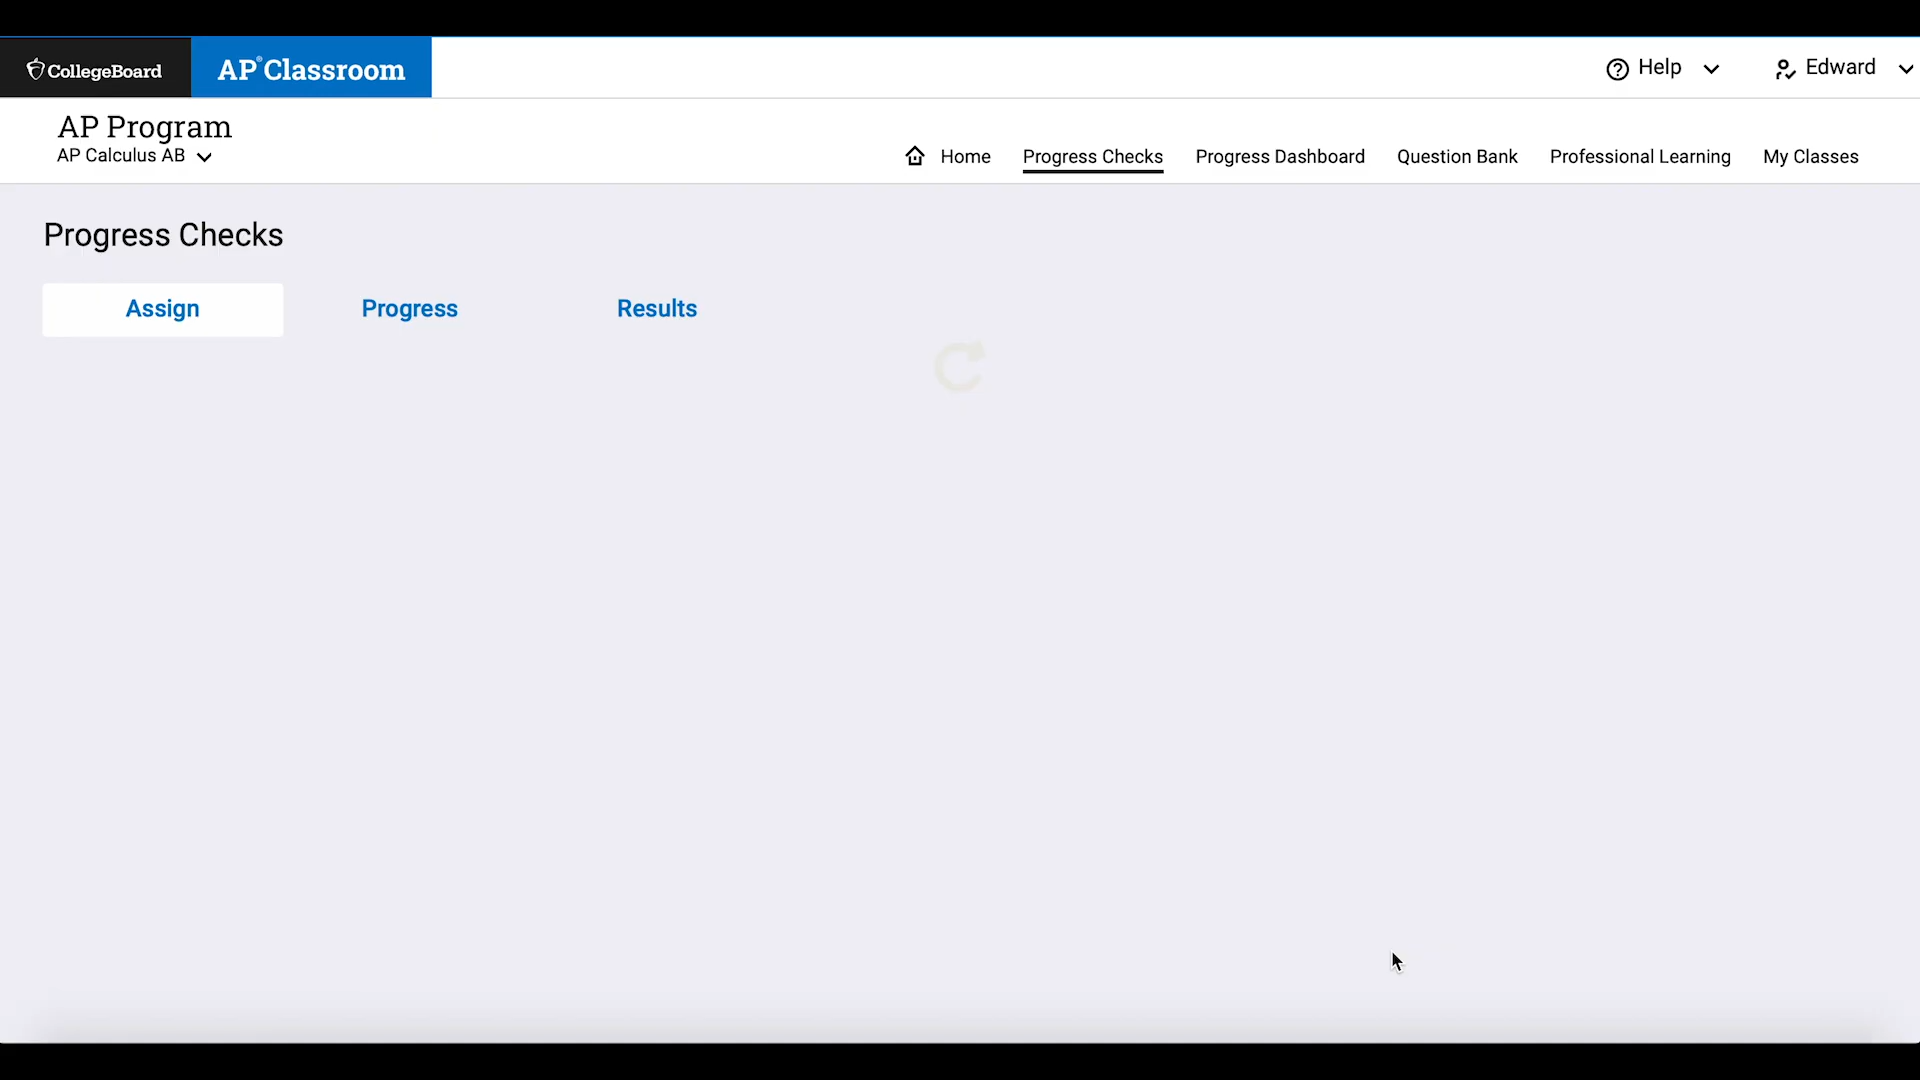 CollegeBoard
AP® Classroom
Help
Edward
AP Program
AP Calculus AB
Home
Progress Checks
Progress Dashboard
Question Bank
Professional Learning
My Classes
Progress Checks
Assign
Progress
Results